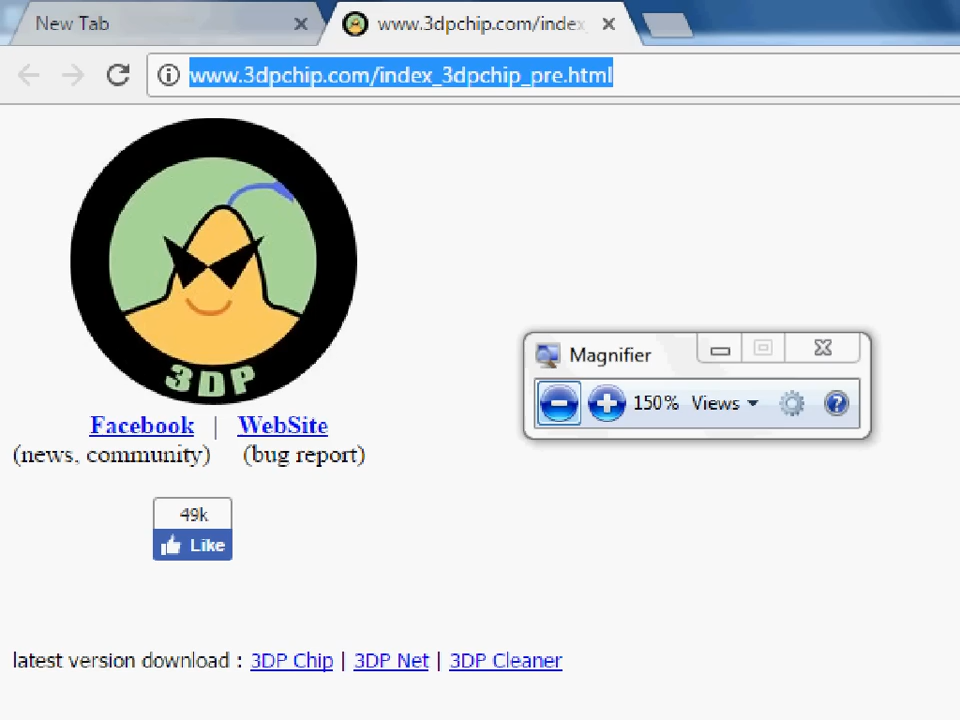 New Tab www.3dpchip.com/index
www.3dpchip.com/index_3dpchip_pre.html
3DP
Magnifier
150% Views
Facebook | WebSite
(news, community) (bug report)
49k
Like
latest version download : 3DP Chip | 3DP Net | 3DP Cleaner